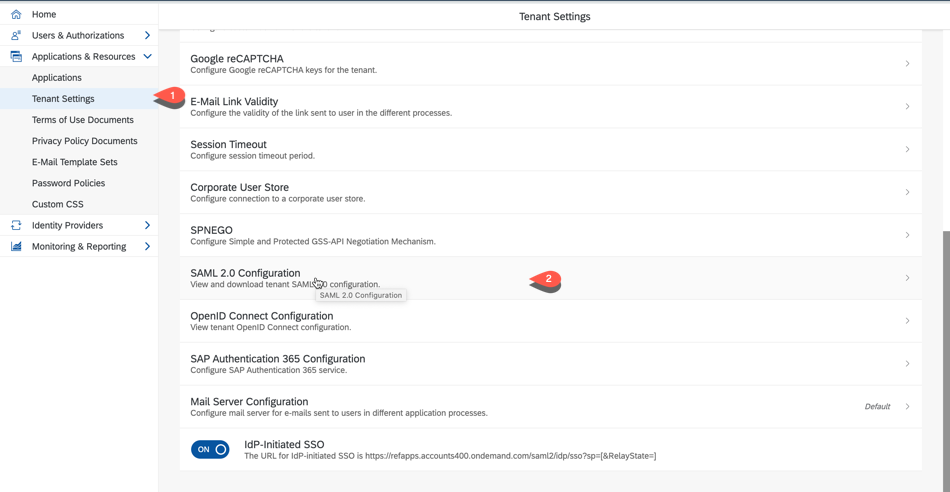 Home
Tenant Settings
Users & Authorizations
Applications & Resources
Applications
Tenant Settings
1
Terms of Use Documents
Privacy Policy Documents
E-Mail Template Sets
Password Policies
Custom CSS
Identity Providers
Monitoring & Reporting
Google reCAPTCHA
Configure Google reCAPTCHA keys for the tenant.
E-Mail Link Validity
Configure the validity of the link sent to user in the different processes.
Session Timeout
Configure session timeout period.
Corporate User Store
Configure connection to a corporate user store.
SPNEGO
Configure Simple and Protected GSS-API Negotiation Mechanism.
SAML 2.0 Configuration
2
View and download tenant SAML 2.0 configuration.
SAML 2.0 Configuration
OpenID Connect Configuration
View tenant OpenID Connect configuration.
SAP Authentication 365 Configuration
Configure SAP Authentication 365 service.
Mail Server Configuration
Configure mail server for e-mails sent to users in different application processes.
Default
ON
IdP-Initiated SSO
The URL for IdP-initiated SSO is https://refapps.accounts400.ondemand.com/saml2/idp/sso?sp=[&RelayState=]